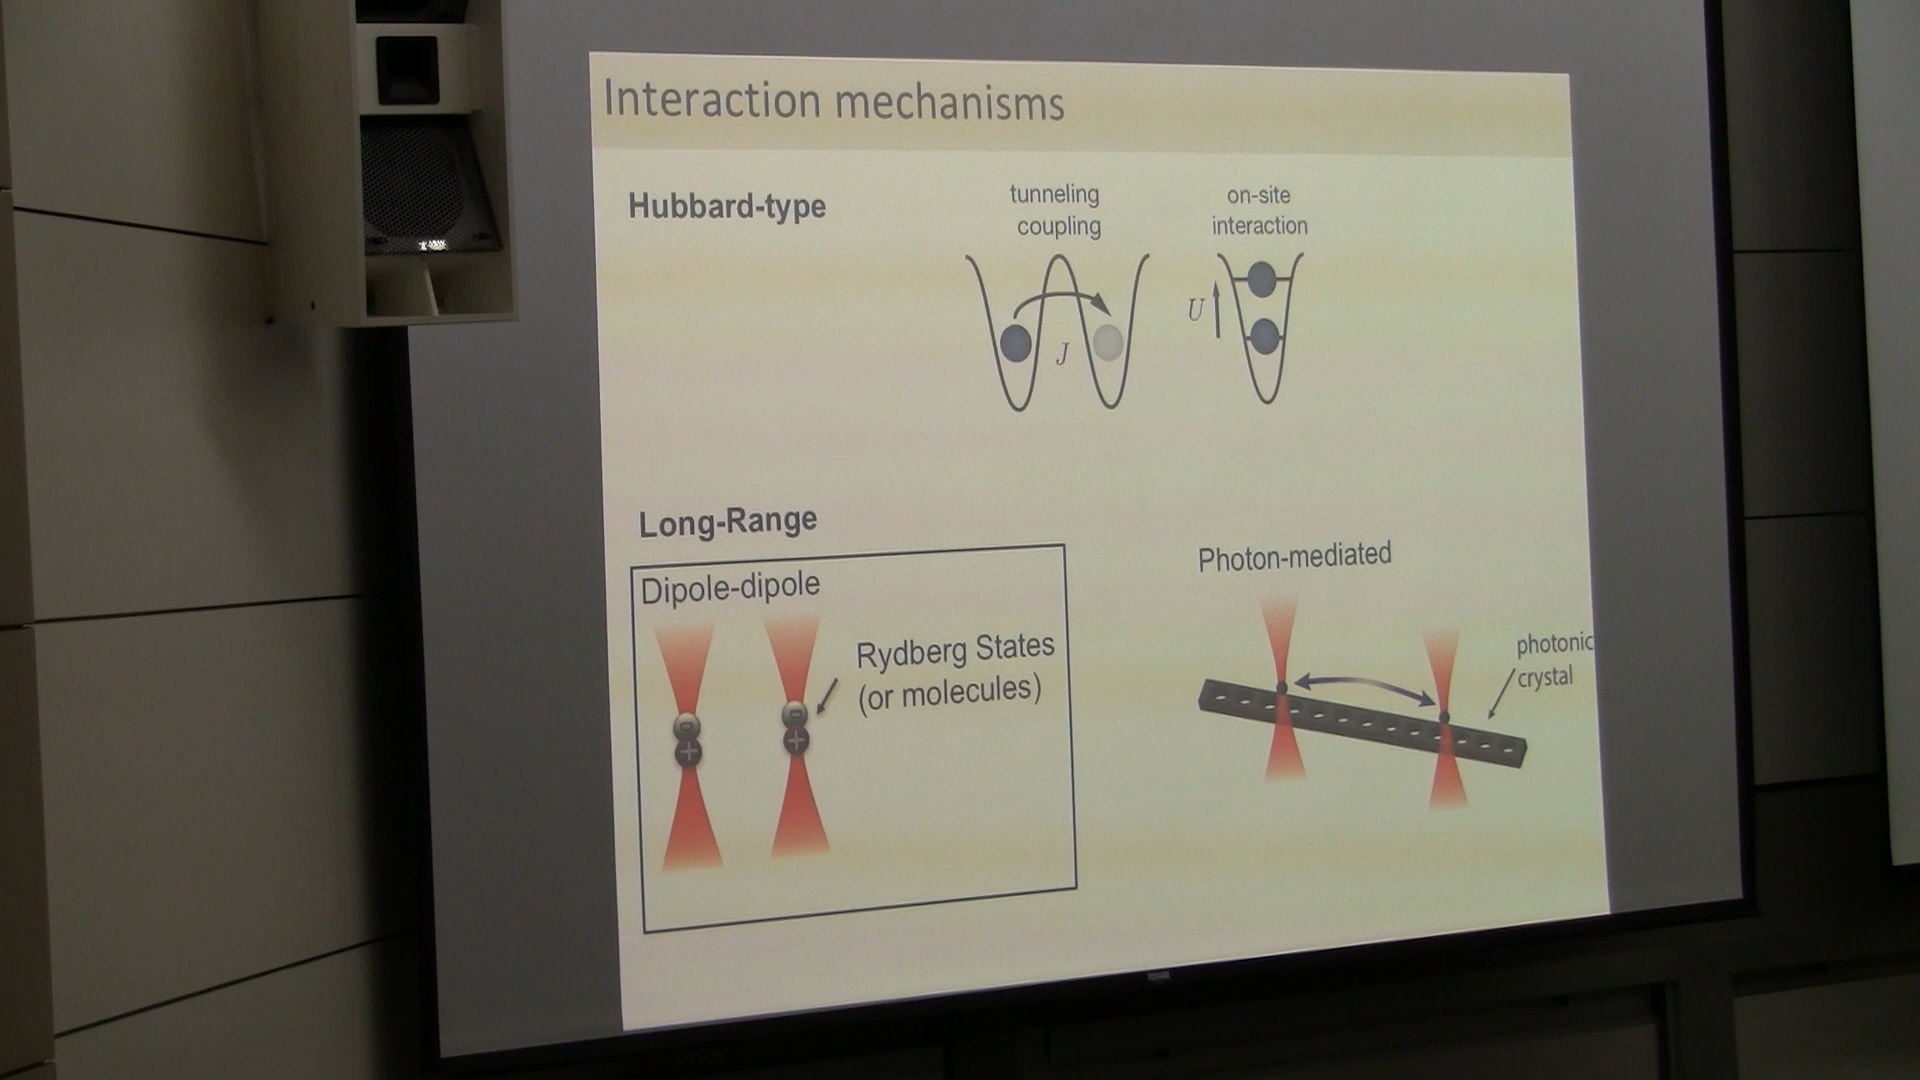 Interaction mechanisms
Hubbard-type
tunneling
coupling
on-site
interaction
J
U
Long-Range
Dipole-dipole
Rydberg States
(or molecules)
Photon-mediated
photonic
crystal